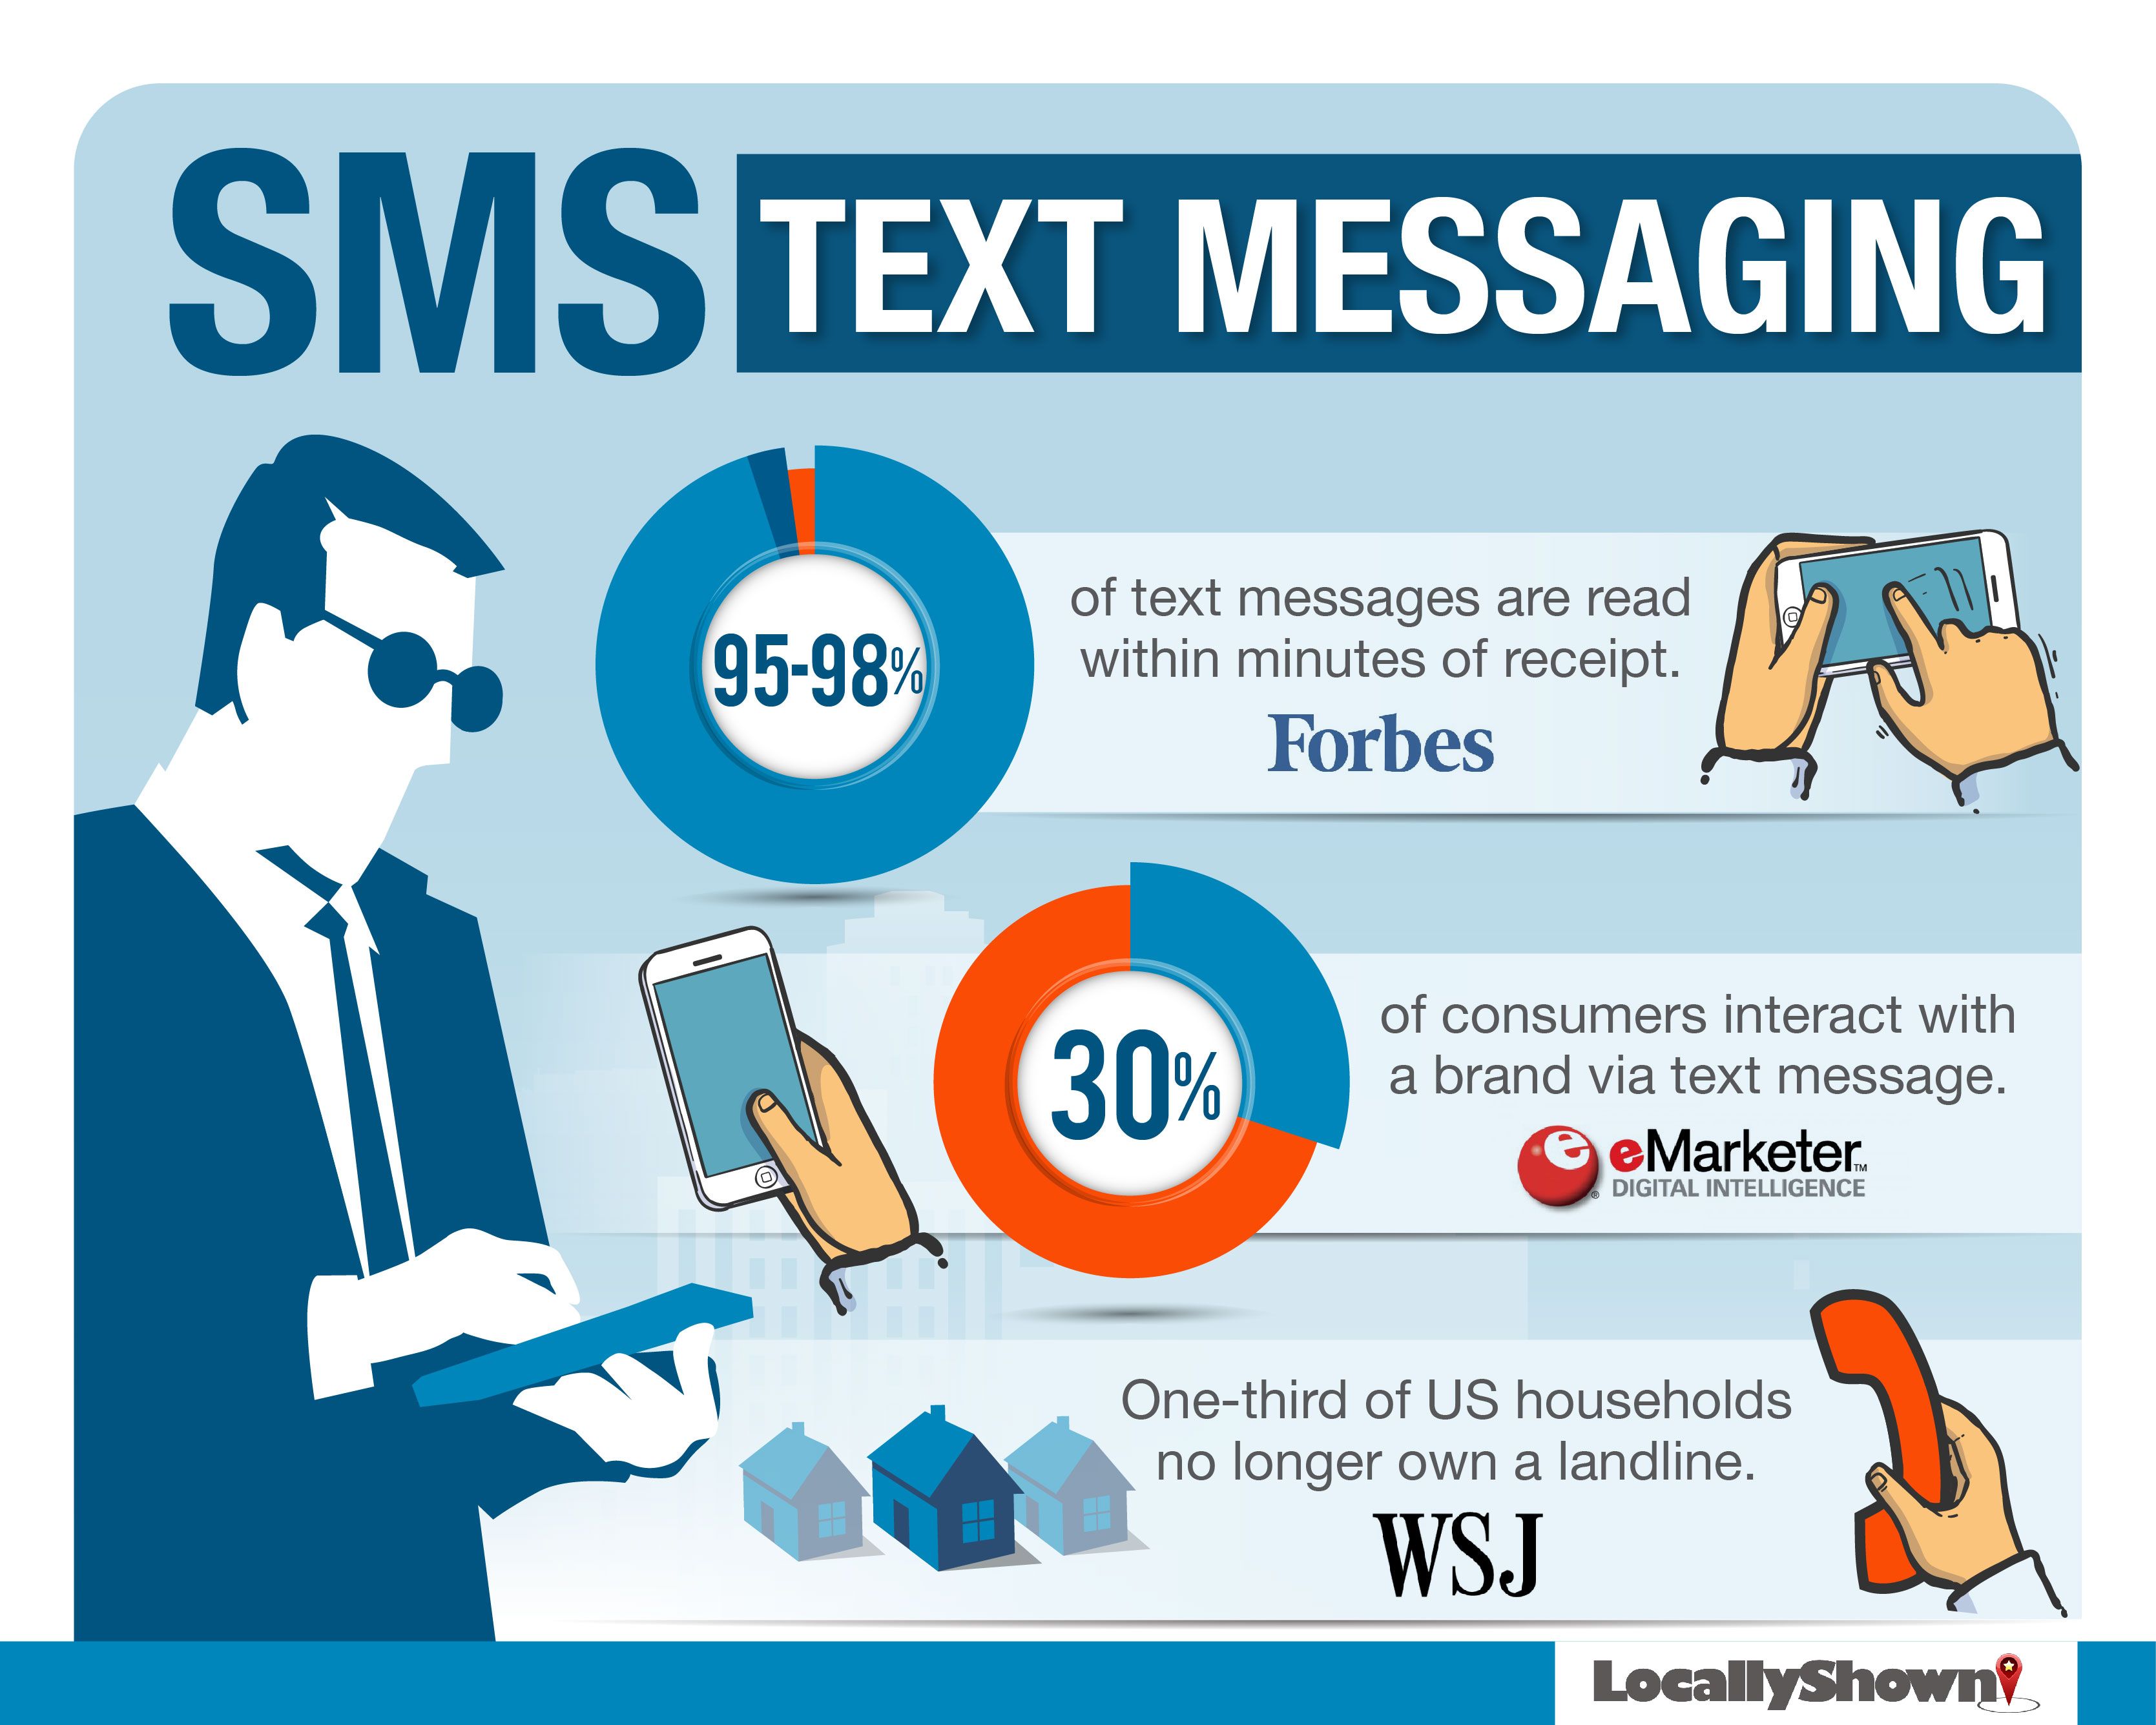 SMS TEXT MESSAGING
95-98%
of text messages are read
within minutes of receipt.
Forbes
30%
of consumers interact with
a brand via text message.
e eMarketer™
® DIGITAL INTELLIGENCE
One-third of US households
no longer own a landline.
WSJ
LocallyShown